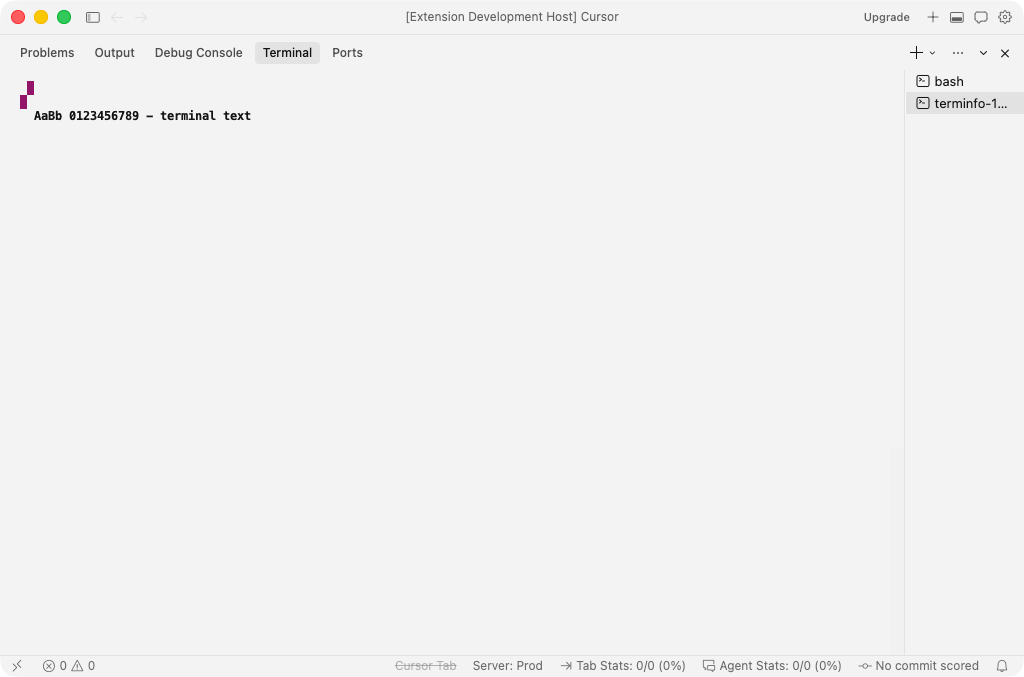 [Extension Development Host] Cursor
Upgrade
Problems Output Debug Console Terminal Ports
bash
terminfo-1...
AaBb 0123456789 – terminal text
0 0 Cursor Tab Server: Prod Tab Stats: 0/0 (0%) Agent Stats: 0/0 (0%) No commit scored